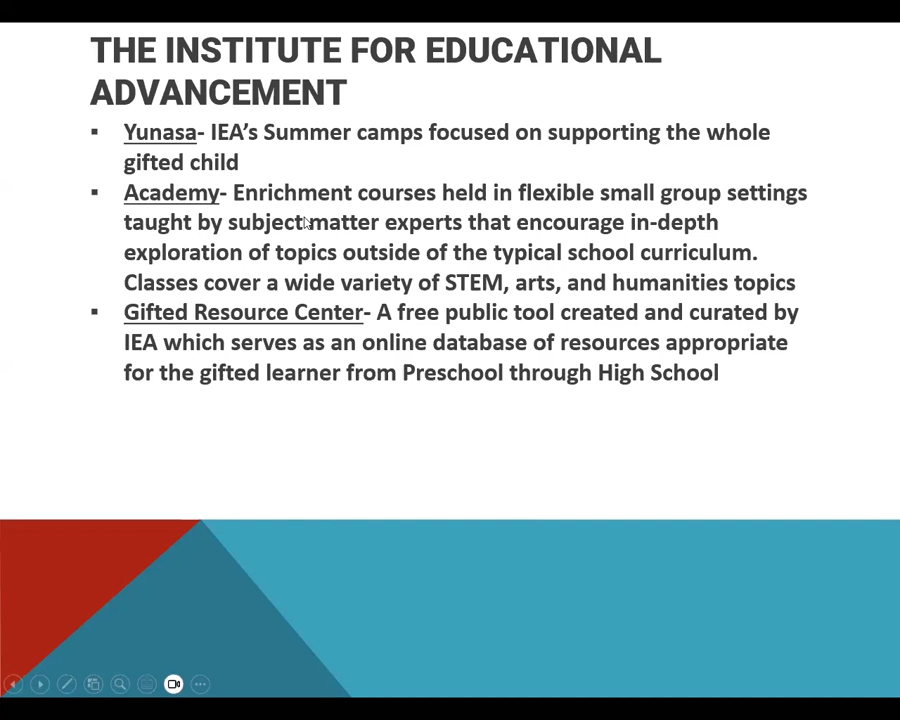 THE INSTITUTE FOR EDUCATIONAL
ADVANCEMENT
▪ Yunasa- IEA's Summer camps focused on supporting the whole
gifted child
▪ Academy- Enrichment courses held in flexible small group settings
taught by subject matter experts that encourage in-depth
exploration of topics outside of the typical school curriculum.
Classes cover a wide variety of STEM, arts, and humanities topics
▪ Gifted Resource Center- A free public tool created and curated by
IEA which serves as an online database of resources appropriate
for the gifted learner from Preschool through High School